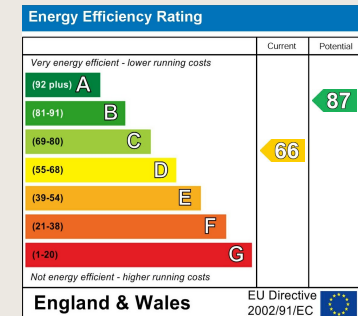 Energy Efficiency Rating
Current Potential
Very energy efficient - lower running costs
(92 plus) A
(81-91) B
87
(69-80) C
66
(55-68) D
(39-54) E
(21-38) F
(1-20) G
Not energy efficient - higher running costs
England & Wales
EU Directive
2002/91/EC